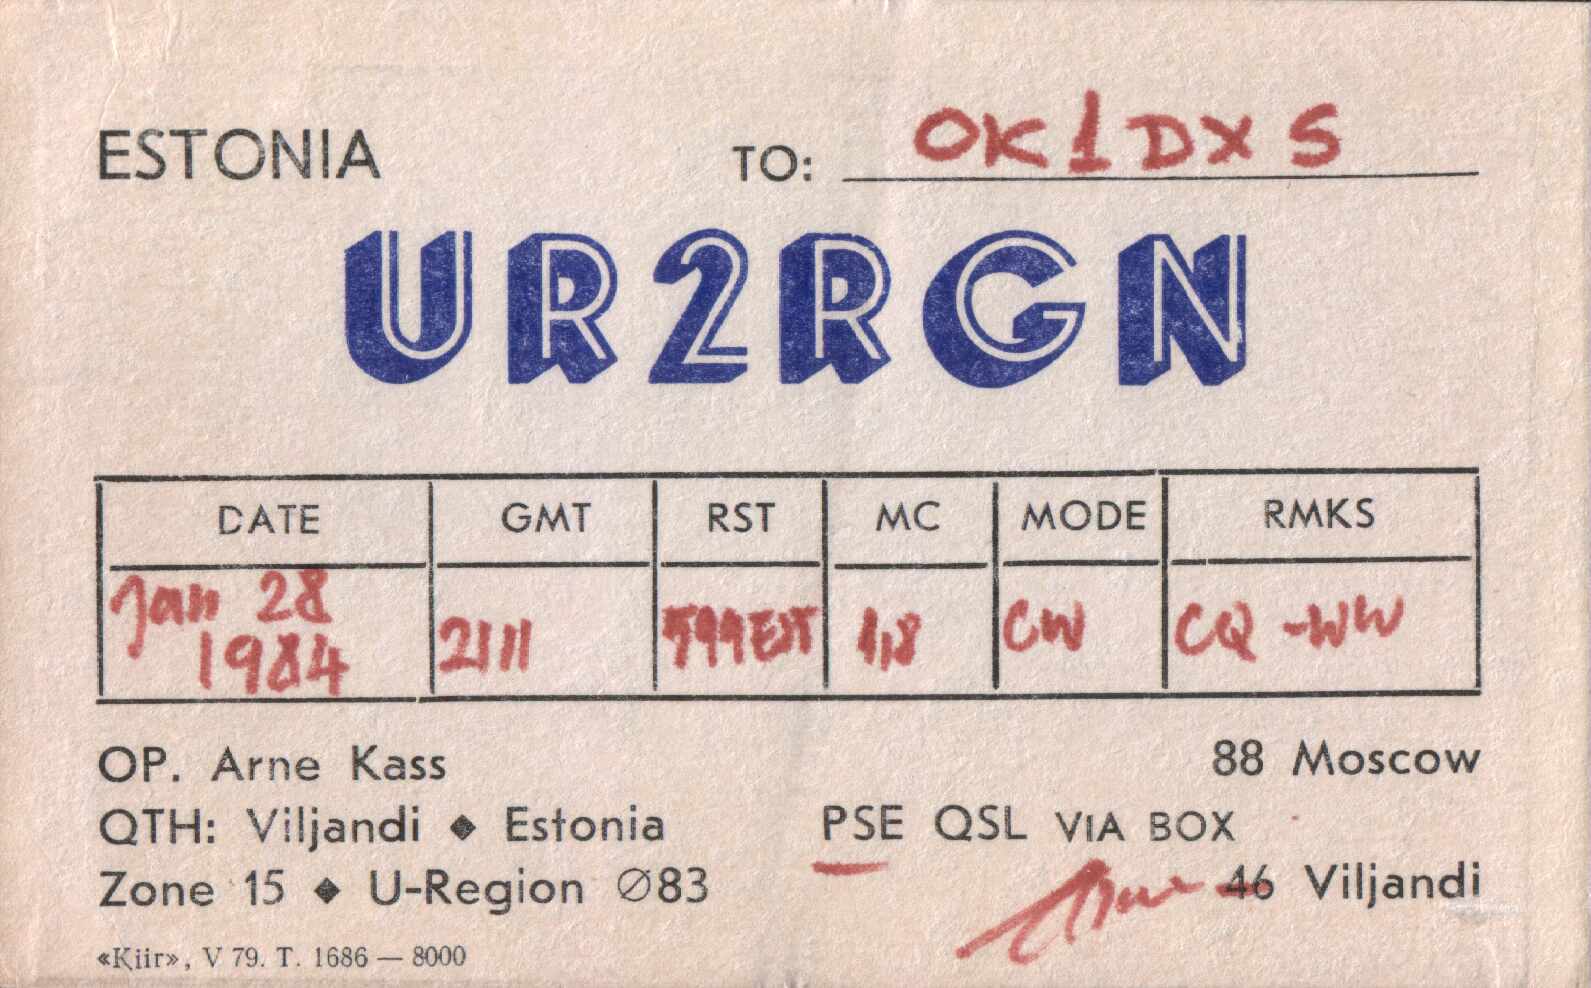 ESTONIA TO: OK1DXS
UR2RGN
DATE GMT RST MC MODE RMKS
Jan 28 1984 2111 599 1,8 CW CQ-WW
OP. Arne Kass 88 Moscow
QTH: Viljandi ♦ Estonia PSE QSL VIA BOX
Zone 15 ♦ U-Region Ø83 46 Viljandi
«Kiir», V 79. T. 1686 — 8000